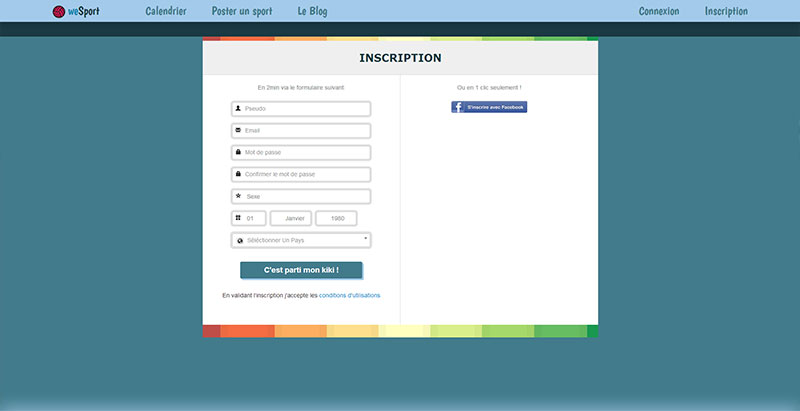 weSport Calendrier Poster un sport Le Blog Connexion Inscription
INSCRIPTION
En 2min via le formulaire suivant:
Ou en 1 clic seulement !
Pseudo
S'inscrire avec Facebook
Email
Mot de passe
Confirmer le mot de passe
Sexe
01 Janvier 1980
Séléctionner Un Pays
C'est parti mon kiki !
En validant l'inscription j'accepte les conditions d'utlisations